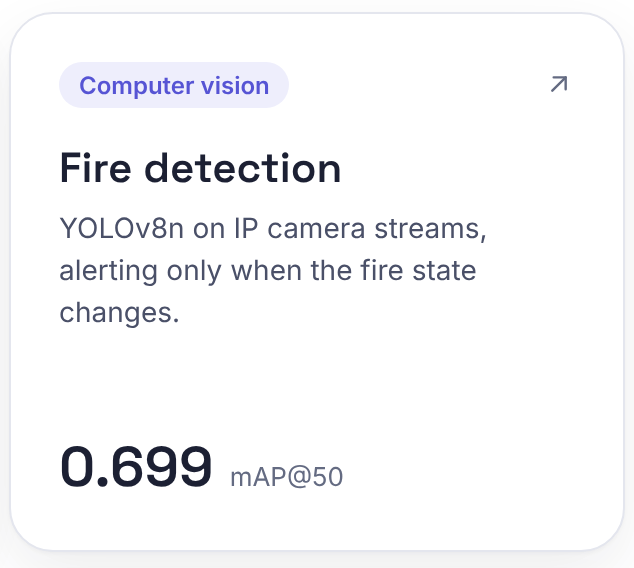 Computer vision
Fire detection
YOLOv8n on IP camera streams,
alerting only when the fire state
changes.
0.699 mAP@50